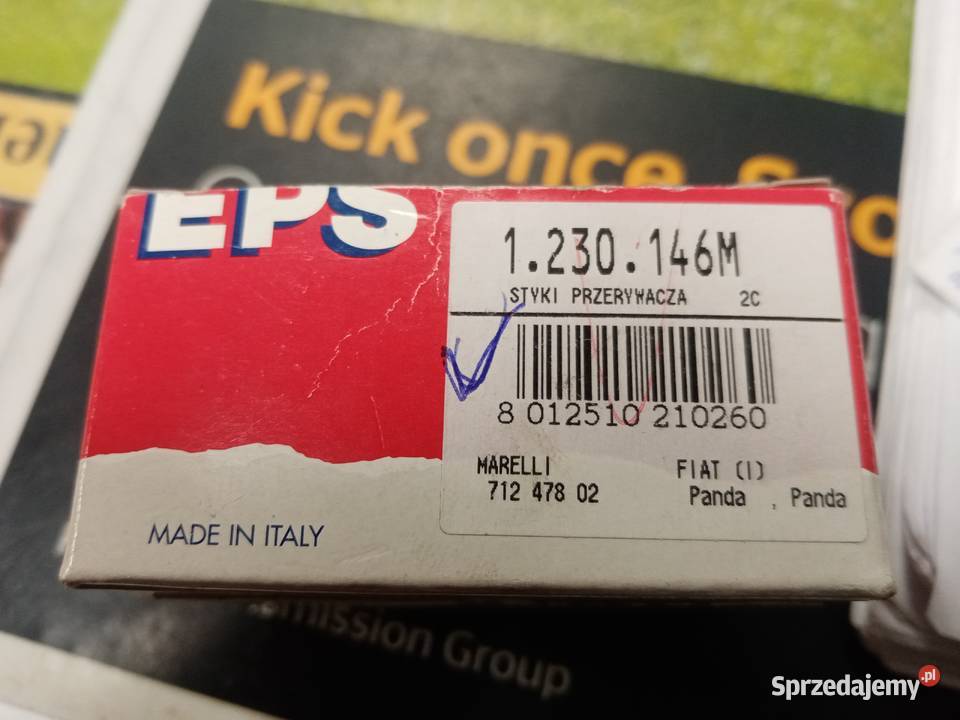 Kick once
EPS
1.230.146M
STYKI PRZERYWACZA 2C
8 012510 210260
MARELLI FIAT (I)
712 478 02 Panda , Panda
MADE IN ITALY
mission Group
Sprzedajemy.pl